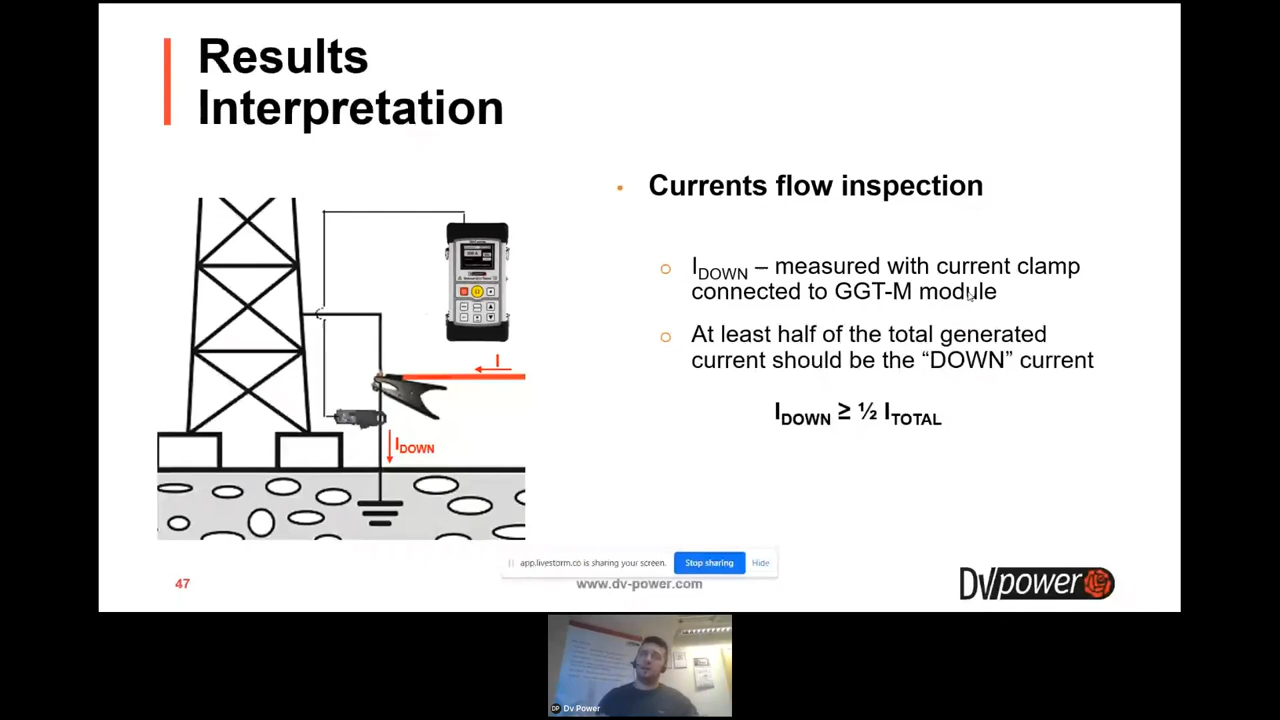 Results
Interpretation
• Currents flow inspection
o IDOWN – measured with current clamp
connected to GGT-M module
o At least half of the total generated
current should be the “DOWN” current
IDOWN ≥ ½ ITOTAL
I
IDOWN
app.livestorm.co is sharing your screen.
Stop sharing
Hide
47
www.dv-power.com
DV power
DP Dv Power